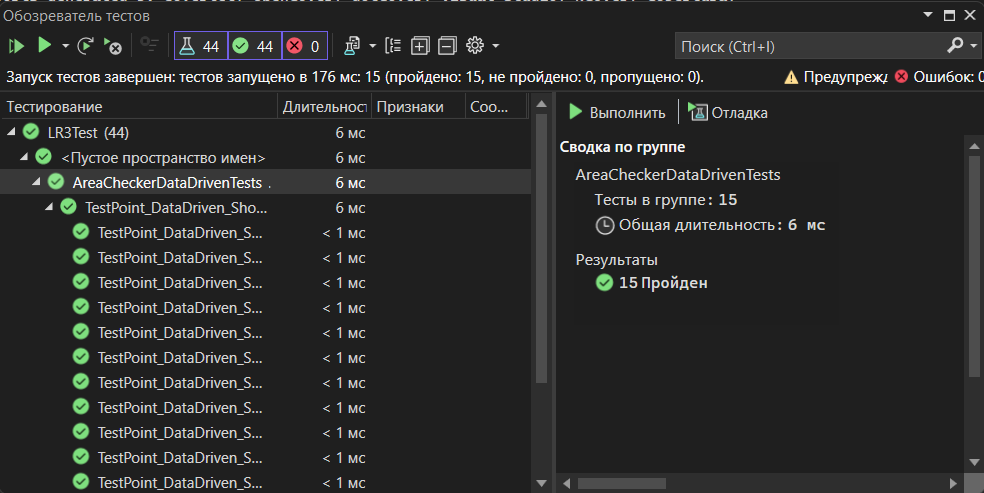 Обозреватель тестов
44 44 0 Поиск (Ctrl+I)
Запуск тестов завершен: тестов запущено в 176 мс: 15 (пройдено: 15, не пройдено: 0, пропущено: 0). Предупрежд Ошибок: 0
Тестирование Длительност Признаки Соо...
LR3Test (44) 6 мс
<Пустое пространство имен> 6 мс
AreaCheckerDataDrivenTests . 6 мс
TestPoint_DataDriven_Sho... 6 мс
TestPoint_DataDriven_S... < 1 мс
TestPoint_DataDriven_S... < 1 мс
TestPoint_DataDriven_S... < 1 мс
TestPoint_DataDriven_S... < 1 мс
TestPoint_DataDriven_S... < 1 мс
TestPoint_DataDriven_S... < 1 мс
TestPoint_DataDriven_S... < 1 мс
TestPoint_DataDriven_S... < 1 мс
TestPoint_DataDriven_S... < 1 мс
TestPoint_DataDriven_S... < 1 мс
TestPoint_DataDriven_S... < 1 мс
Выполнить Отладка
Сводка по группе
AreaCheckerDataDrivenTests
Тесты в группе: 15
Общая длительность: 6 мс
Результаты
15 Пройден